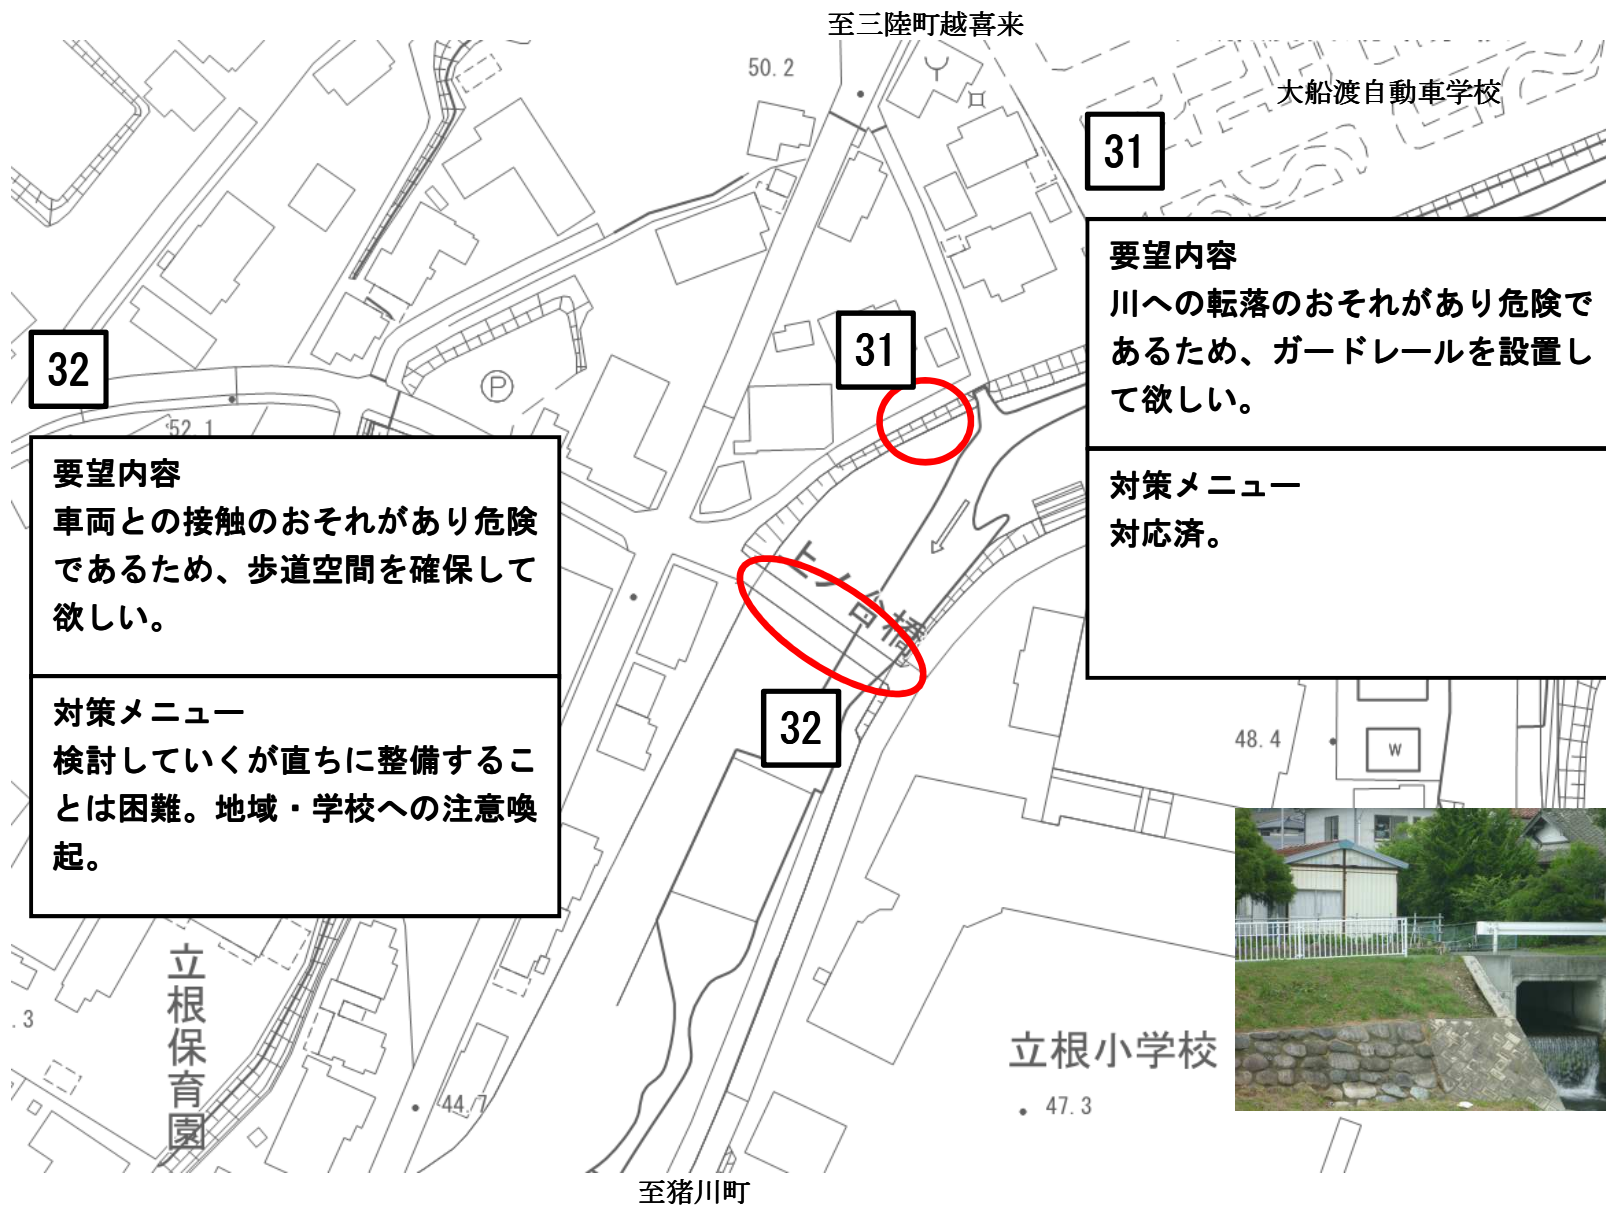 至三陸町越喜来
50.2
大船渡自動車学校
31
要望内容
川への転落のおそれがあり危険で
あるため、ガードレールを設置し
て欲しい。
対策メニュー
対応済。
31
32
P
52.1
要望内容
車両との接触のおそれがあり危険
であるため、歩道空間を確保して
欲しい。
対策メニュー
検討していくが直ちに整備するこ
とは困難。地域・学校への注意喚
起。
上ノ台橋
32
48.4
W
立根保育園
.3
44.7
立根小学校
47.3
至猪川町